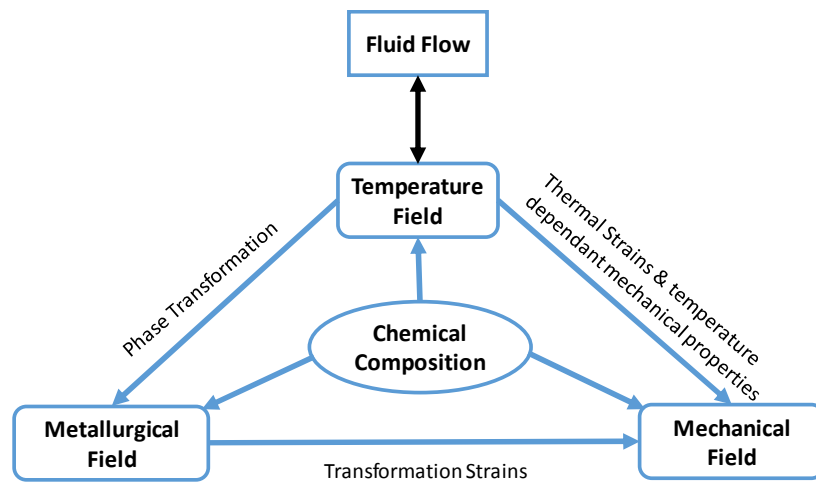 Fluid Flow
Temperature
Field
Phase Transformation
Thermal Strains & temperature
dependant mechanical properties
Chemical
Composition
Metallurgical
Field
Mechanical
Field
Transformation Strains